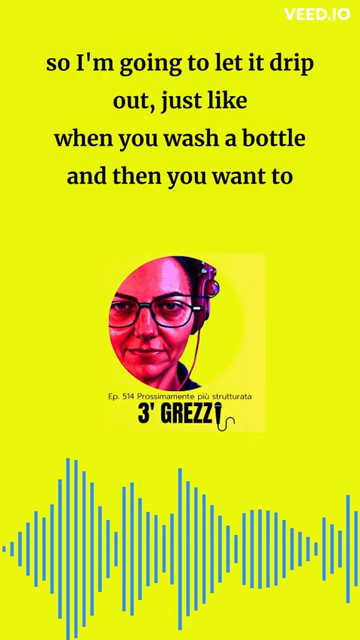 VEED.IO
so I'm going to let it drip
out, just like
when you wash a bottle
and then you want to
Ep. 514 Prossimamente più strutturata
3' GREZZI